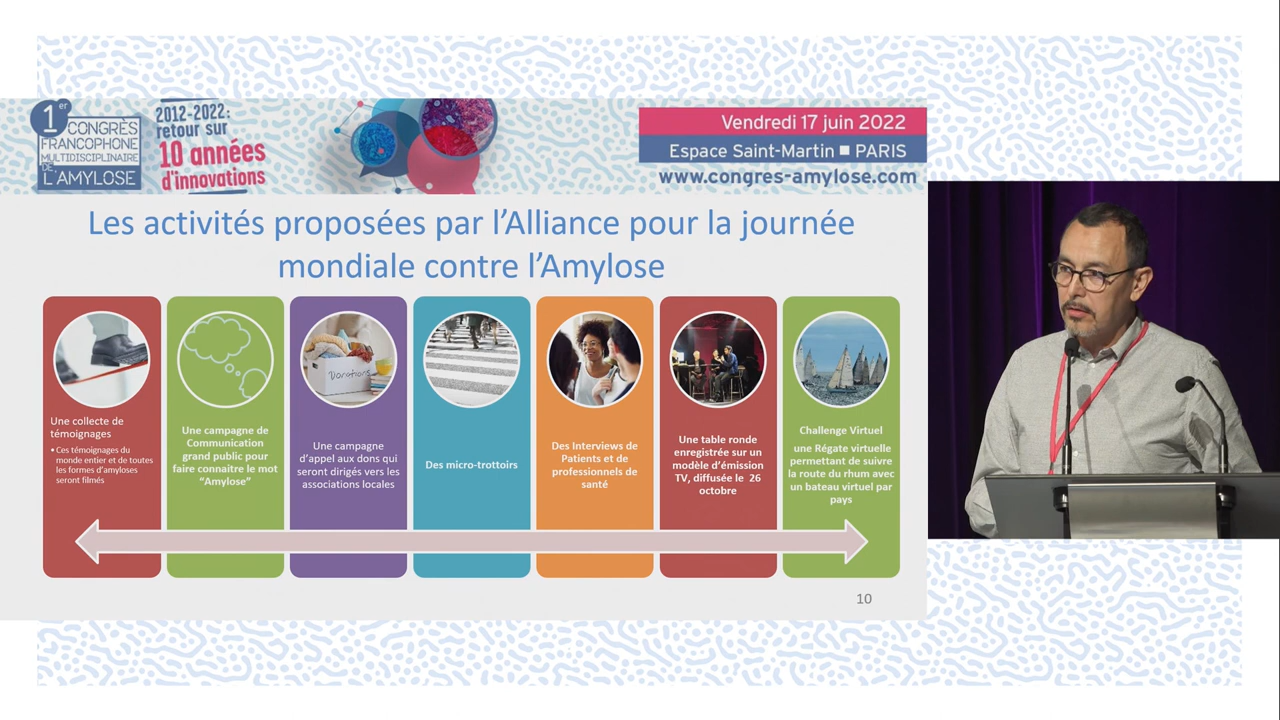 1er
CONGRÈS
FRANCOPHONE
MULTIDISCIPLINAIRE
DE
L'AMYLOSE
2012-2022:
retour sur
10 années
d'innovations
Vendredi 17 juin 2022
Espace Saint-Martin ■ PARIS
www.congres-amylose.com
Les activités proposées par l'Alliance pour la journée
mondiale contre l'Amylose
Une collecte de
témoignages
• Ces témoignages du
monde entier et de toutes
les formes d'amyloses
seront filmés
Une campagne de
Communication
grand public pour
faire connaitre le mot
"Amylose"
Donations
Une campagne
d'appel aux dons qui
seront dirigés vers les
associations locales
Des micro-trottoirs
Des Interviews de
Patients et de
professionnels de
santé
Une table ronde
enregistrée sur un
modèle d'émission
TV, diffusée le 26
octobre
Challenge Virtuel
une Régate virtuelle
permettant de suivre
la route du rhum avec
un bateau virtuel par
pays
10